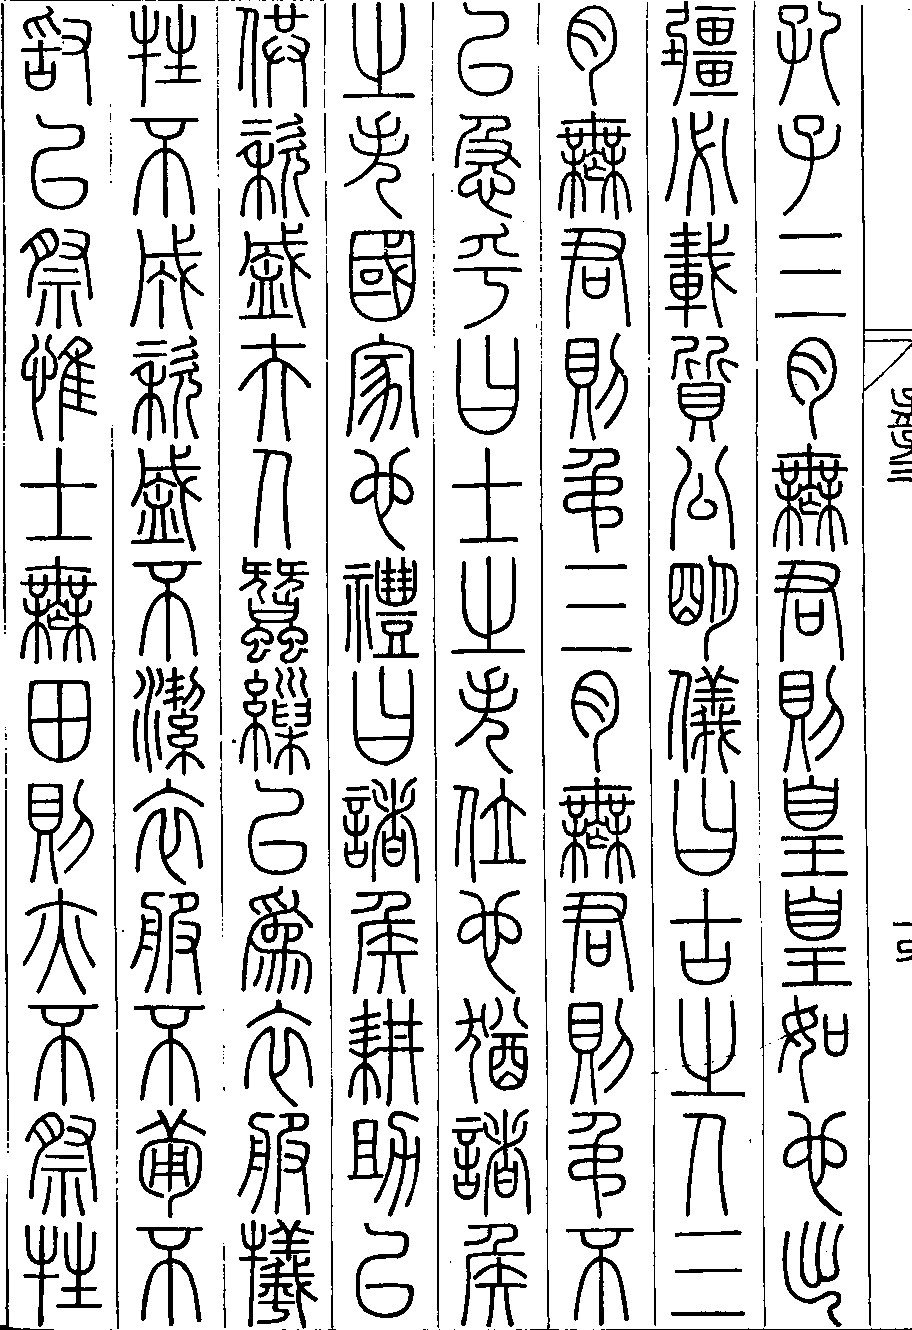 孔子三月無君則皇皇如也出
疆必載質公明儀曰古之人三
月無君則弔三月無君則弔不
以急乎曰士之失位也猶諸侯
之失國家也禮曰諸侯耕助以
供粢盛夫人蠶繅以為衣服犧
牲不成粢盛不潔衣服不備不
敢以祭惟士無田則亦不祭牲